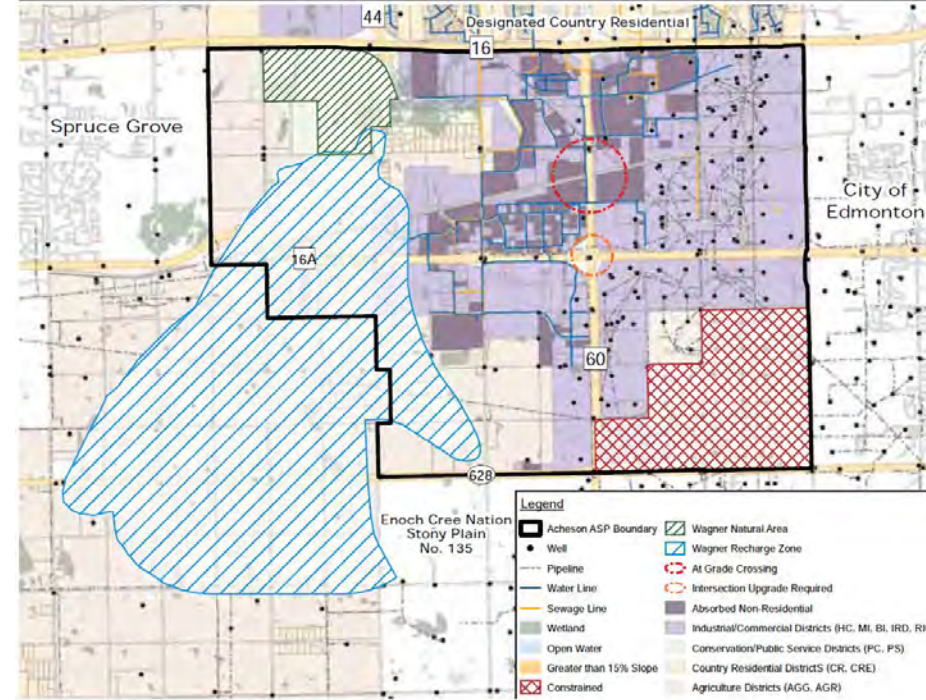 44
Designated Country Residential
16
Spruce Grove
City of
Edmonton
16A
60
628
Enoch Cree Nation
Stony Plain
No. 135
Legend
Acheson ASP Boundary
Well
Pipeline
Water Line
Sewage Line
Wetland
Open Water
Greater than 15% Slope
Constrained
Wagner Natural Area
Wagner Recharge Zone
At Grade Crossing
Intersection Upgrade Required
Absorbed Non-Residential
Industrial/Commercial Districts (HC, MI, BI, IRD, RI
Conservation/Public Service Districts (PC, PS)
Country Residential DistrictS (CR, CRE)
Agriculture Districts (AGG, AGR)